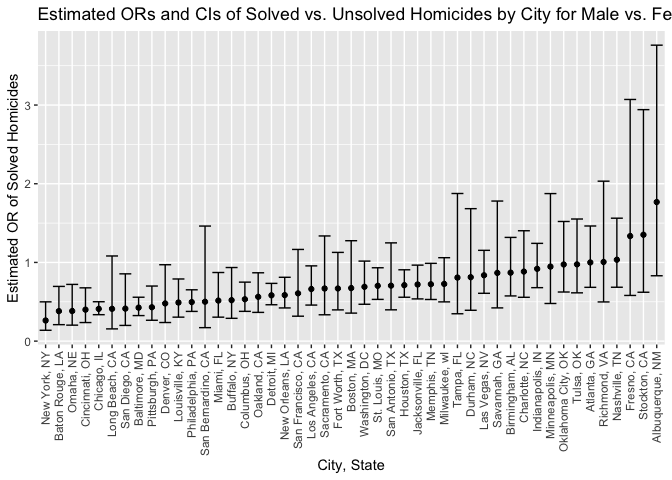 Estimated ORs and CIs of Solved vs. Unsolved Homicides by City for Male vs. Fe
Estimated OR of Solved Homicides
3
2
1
0
New York, NY
Baton Rouge, LA
Omaha, NE
Cincinnati, OH
Chicago, IL
Long Beach, CA
San Diego, CA
Baltimore, MD
Pittsburgh, PA
Denver, CO
Louisville, KY
Philadelphia, PA
San Bernardino, CA
Miami, FL
Buffalo, NY
Columbus, OH
Oakland, CA
Detroit, MI
New Orleans, LA
San Francisco, CA
Los Angeles, CA
Sacramento, CA
Fort Worth, TX
Boston, MA
Washington, DC
St. Louis, MO
San Antonio, TX
Houston, TX
Jacksonville, FL
Memphis, TN
Milwaukee, wI
Tampa, FL
Durham, NC
Las Vegas, NV
Savannah, GA
Birmingham, AL
Charlotte, NC
Indianapolis, IN
Minneapolis, MN
Oklahoma City, OK
Tulsa, OK
Atlanta, GA
Richmond, VA
Nashville, TN
Fresno, CA
Stockton, CA
Albuquerque, NM
City, State